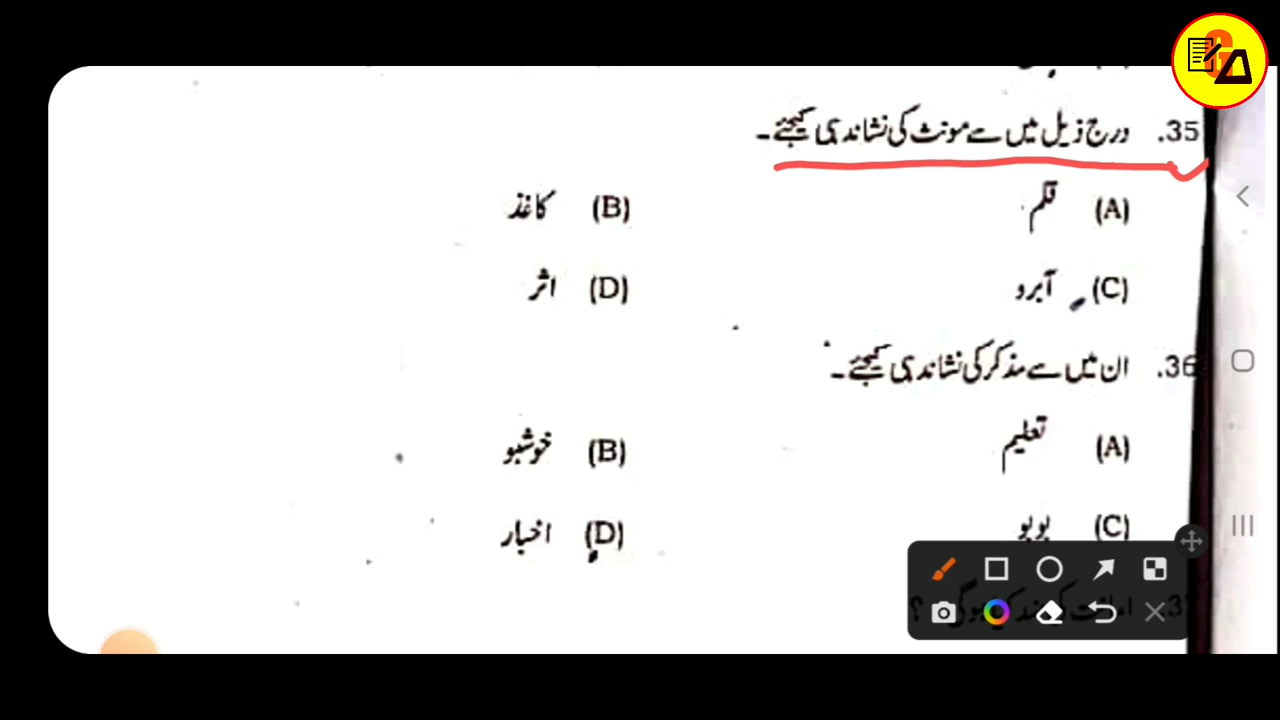 35. درج ذیل میں سے مونث کی نشاندہی کیجئے۔
(A) قلم (B) کاغذ
(C) آبرو (D) اثر
36. ان میں سے مذکر کی نشاندہی کیجئے۔
(A) تعلیم (B) خوشبو
(C) بوبو (D) اخبار